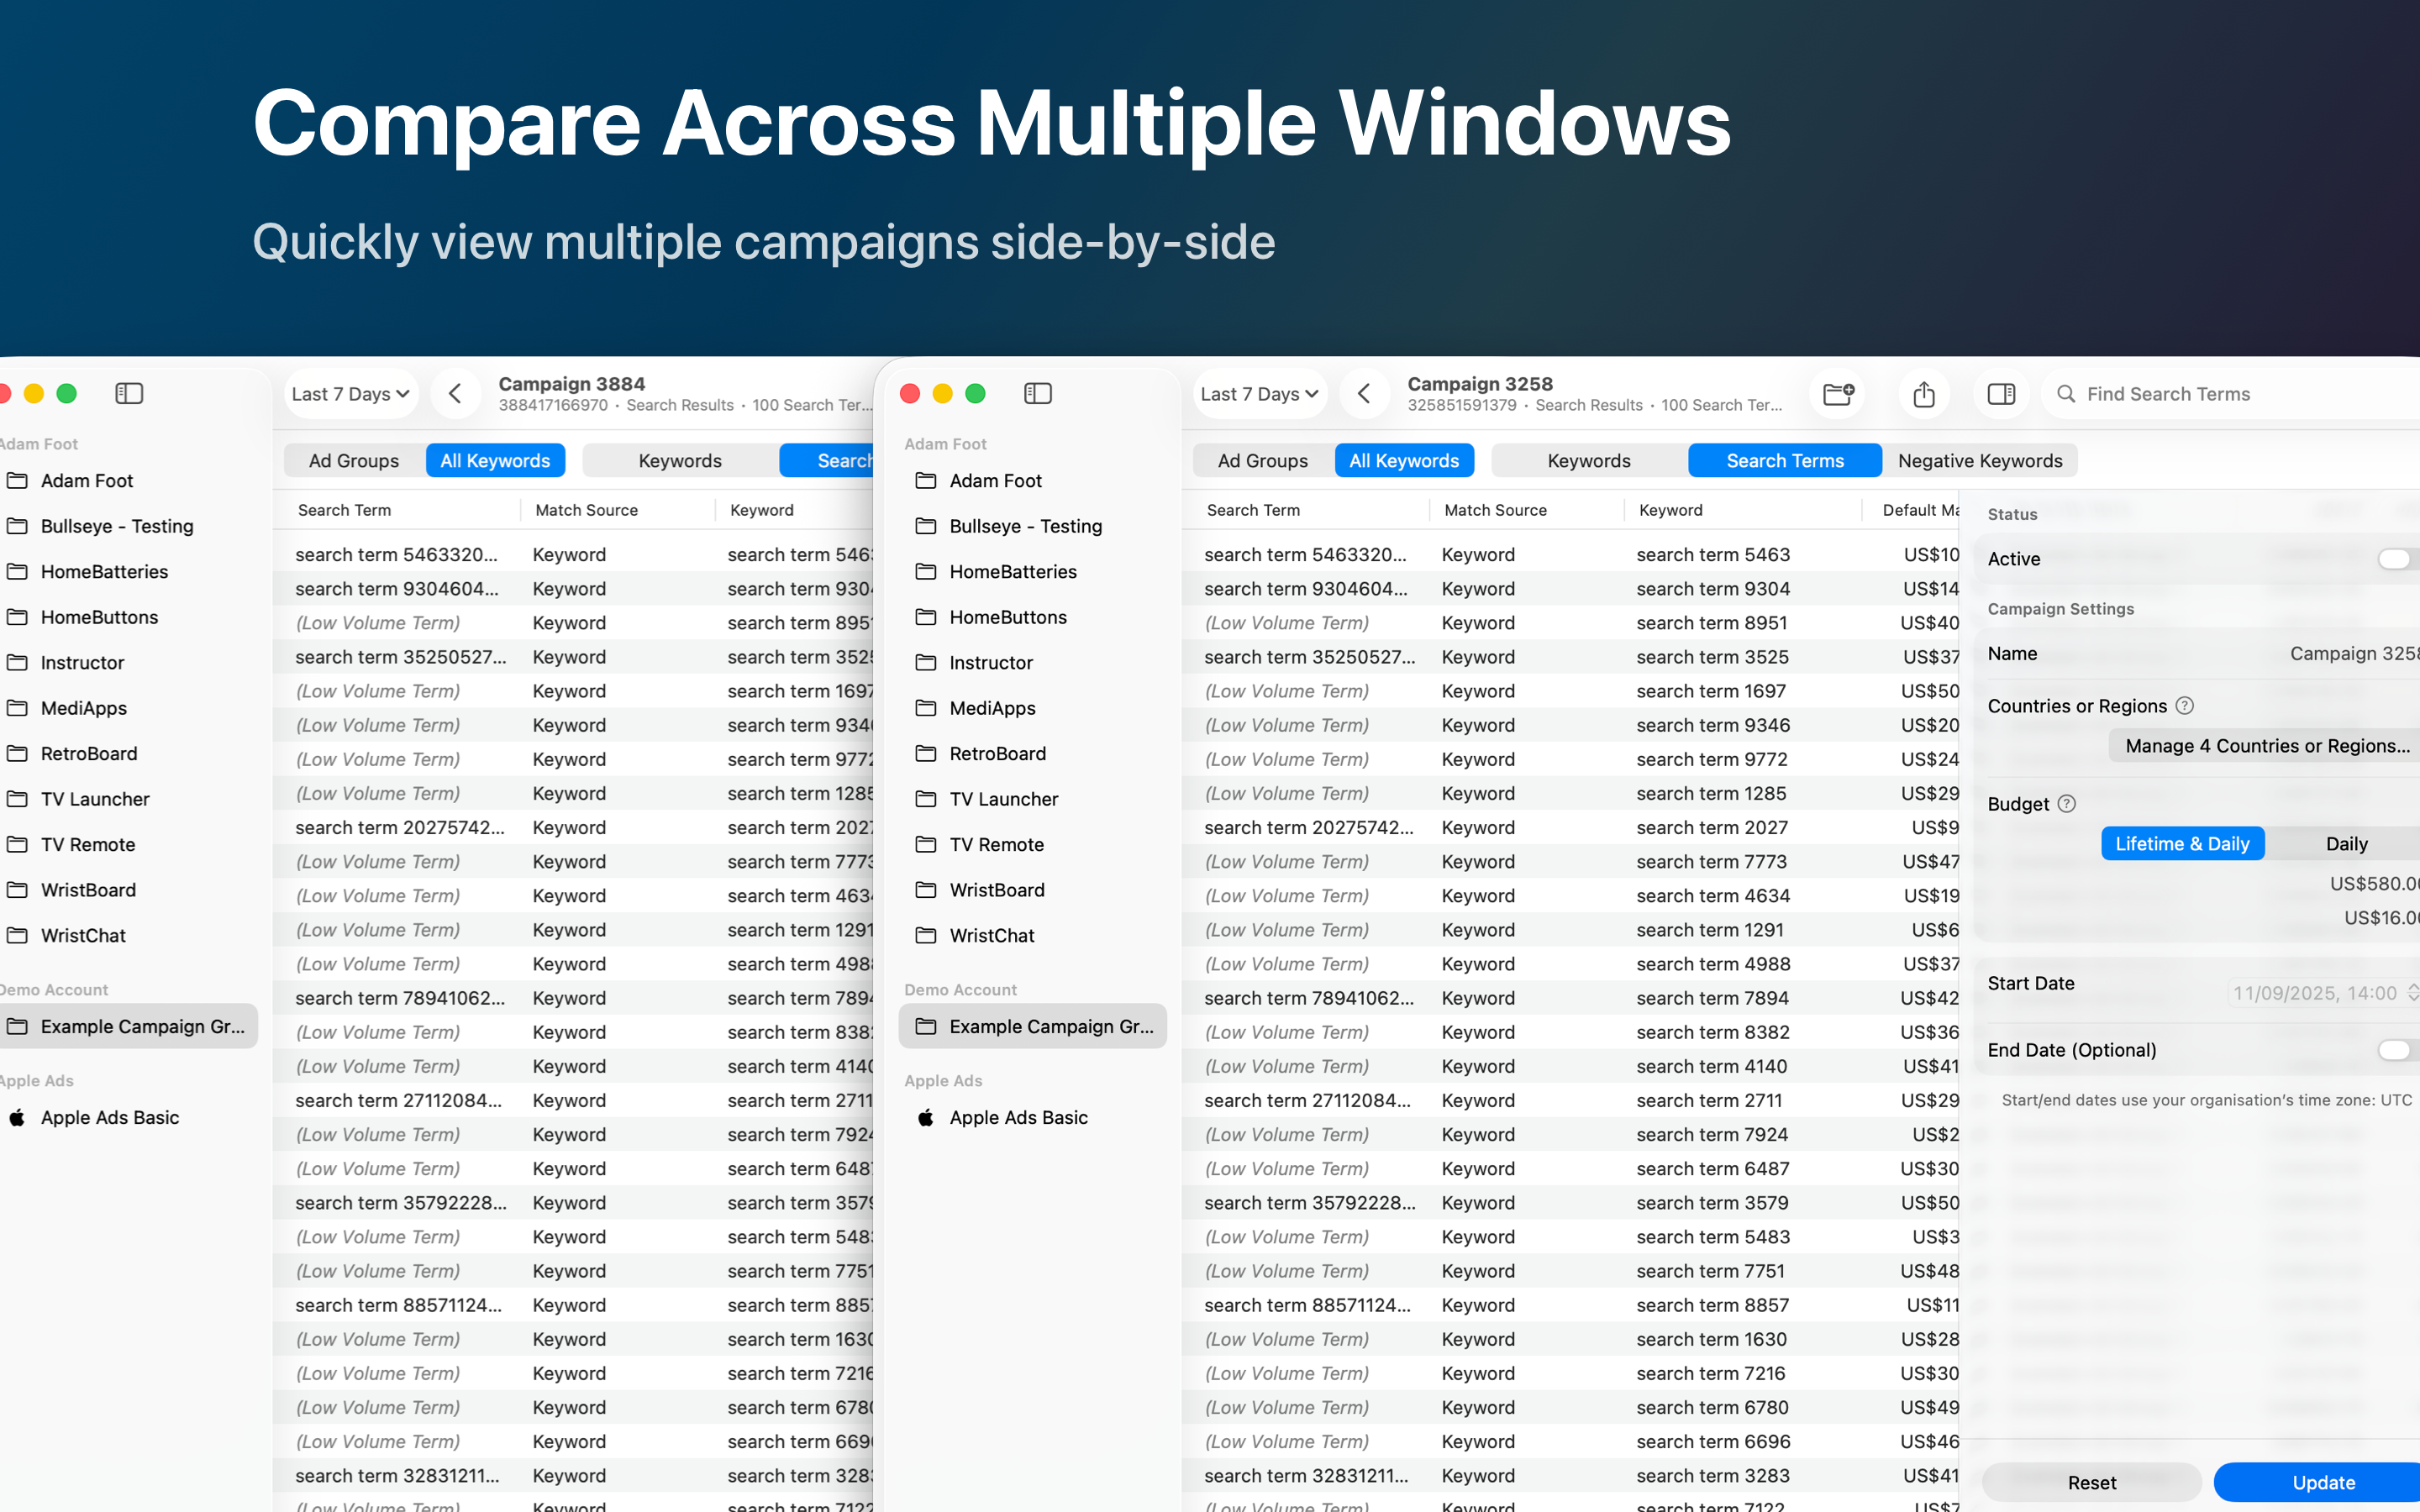 Compare Across Multiple Windows
Quickly view multiple campaigns side-by-side
Last 7 Days
Campaign 3884
388417166970 • Search Results • 100 Search Ter...
Adam Foot
Adam Foot
Bullseye - Testing
HomeBatteries
HomeButtons
Instructor
MediApps
RetroBoard
TV Launcher
TV Remote
WristBoard
WristChat
Demo Account
Example Campaign Gr...
Apple Ads
Apple Ads Basic
Ad Groups All Keywords Keywords Search
Search Term Match Source Keyword
search term 5463320... Keyword search term 546
search term 9304604... Keyword search term 930
(Low Volume Term) Keyword search term 895
search term 35250527... Keyword search term 352
(Low Volume Term) Keyword search term 1697
(Low Volume Term) Keyword search term 934
(Low Volume Term) Keyword search term 977
(Low Volume Term) Keyword search term 128
search term 20275742... Keyword search term 202
(Low Volume Term) Keyword search term 777
(Low Volume Term) Keyword search term 463
(Low Volume Term) Keyword search term 1291
(Low Volume Term) Keyword search term 498
search term 78941062... Keyword search term 789
(Low Volume Term) Keyword search term 838
(Low Volume Term) Keyword search term 414
search term 27112084... Keyword search term 2711
(Low Volume Term) Keyword search term 792
(Low Volume Term) Keyword search term 648
search term 35792228... Keyword search term 357
(Low Volume Term) Keyword search term 548
(Low Volume Term) Keyword search term 7751
search term 88571124... Keyword search term 885
(Low Volume Term) Keyword search term 163
(Low Volume Term) Keyword search term 721
(Low Volume Term) Keyword search term 678
(Low Volume Term) Keyword search term 669
search term 32831211... Keyword search term 328
(Low Volume Term) Keyword search term 7122
Last 7 Days
Campaign 3258
325851591379 • Search Results • 100 Search Ter...
Find Search Terms
Adam Foot
Adam Foot
Bullseye - Testing
HomeBatteries
HomeButtons
Instructor
MediApps
RetroBoard
TV Launcher
TV Remote
WristBoard
WristChat
Demo Account
Example Campaign Gr...
Apple Ads
Apple Ads Basic
Ad Groups All Keywords Keywords Search Terms Negative Keywords
Search Term Match Source Keyword Default Ma
search term 5463320... Keyword search term 5463 US$10
search term 9304604... Keyword search term 9304 US$14
(Low Volume Term) Keyword search term 8951 US$40
search term 35250527... Keyword search term 3525 US$37
(Low Volume Term) Keyword search term 1697 US$50
(Low Volume Term) Keyword search term 9346 US$20
(Low Volume Term) Keyword search term 9772 US$24
(Low Volume Term) Keyword search term 1285 US$29
search term 20275742... Keyword search term 2027 US$9
(Low Volume Term) Keyword search term 7773 US$47
(Low Volume Term) Keyword search term 4634 US$19
(Low Volume Term) Keyword search term 1291 US$6
(Low Volume Term) Keyword search term 4988 US$37
search term 78941062... Keyword search term 7894 US$42
(Low Volume Term) Keyword search term 8382 US$36
(Low Volume Term) Keyword search term 4140 US$41
search term 27112084... Keyword search term 2711 US$29
(Low Volume Term) Keyword search term 7924 US$2
(Low Volume Term) Keyword search term 6487 US$30
search term 35792228... Keyword search term 3579 US$50
(Low Volume Term) Keyword search term 5483 US$3
(Low Volume Term) Keyword search term 7751 US$48
search term 88571124... Keyword search term 8857 US$11
(Low Volume Term) Keyword search term 1630 US$28
(Low Volume Term) Keyword search term 7216 US$30
(Low Volume Term) Keyword search term 6780 US$49
(Low Volume Term) Keyword search term 6696 US$46
search term 32831211... Keyword search term 3283 US$41
(Low Volume Term) Keyword search term 7122 US$7
Status
Active
Campaign Settings
Name Campaign 3258
Countries or Regions
Manage 4 Countries or Regions...
Budget
Lifetime & Daily Daily
US$580.00
US$16.00
Start Date 11/09/2025, 14:00
End Date (Optional)
Start/end dates use your organisation's time zone: UTC
Reset Update